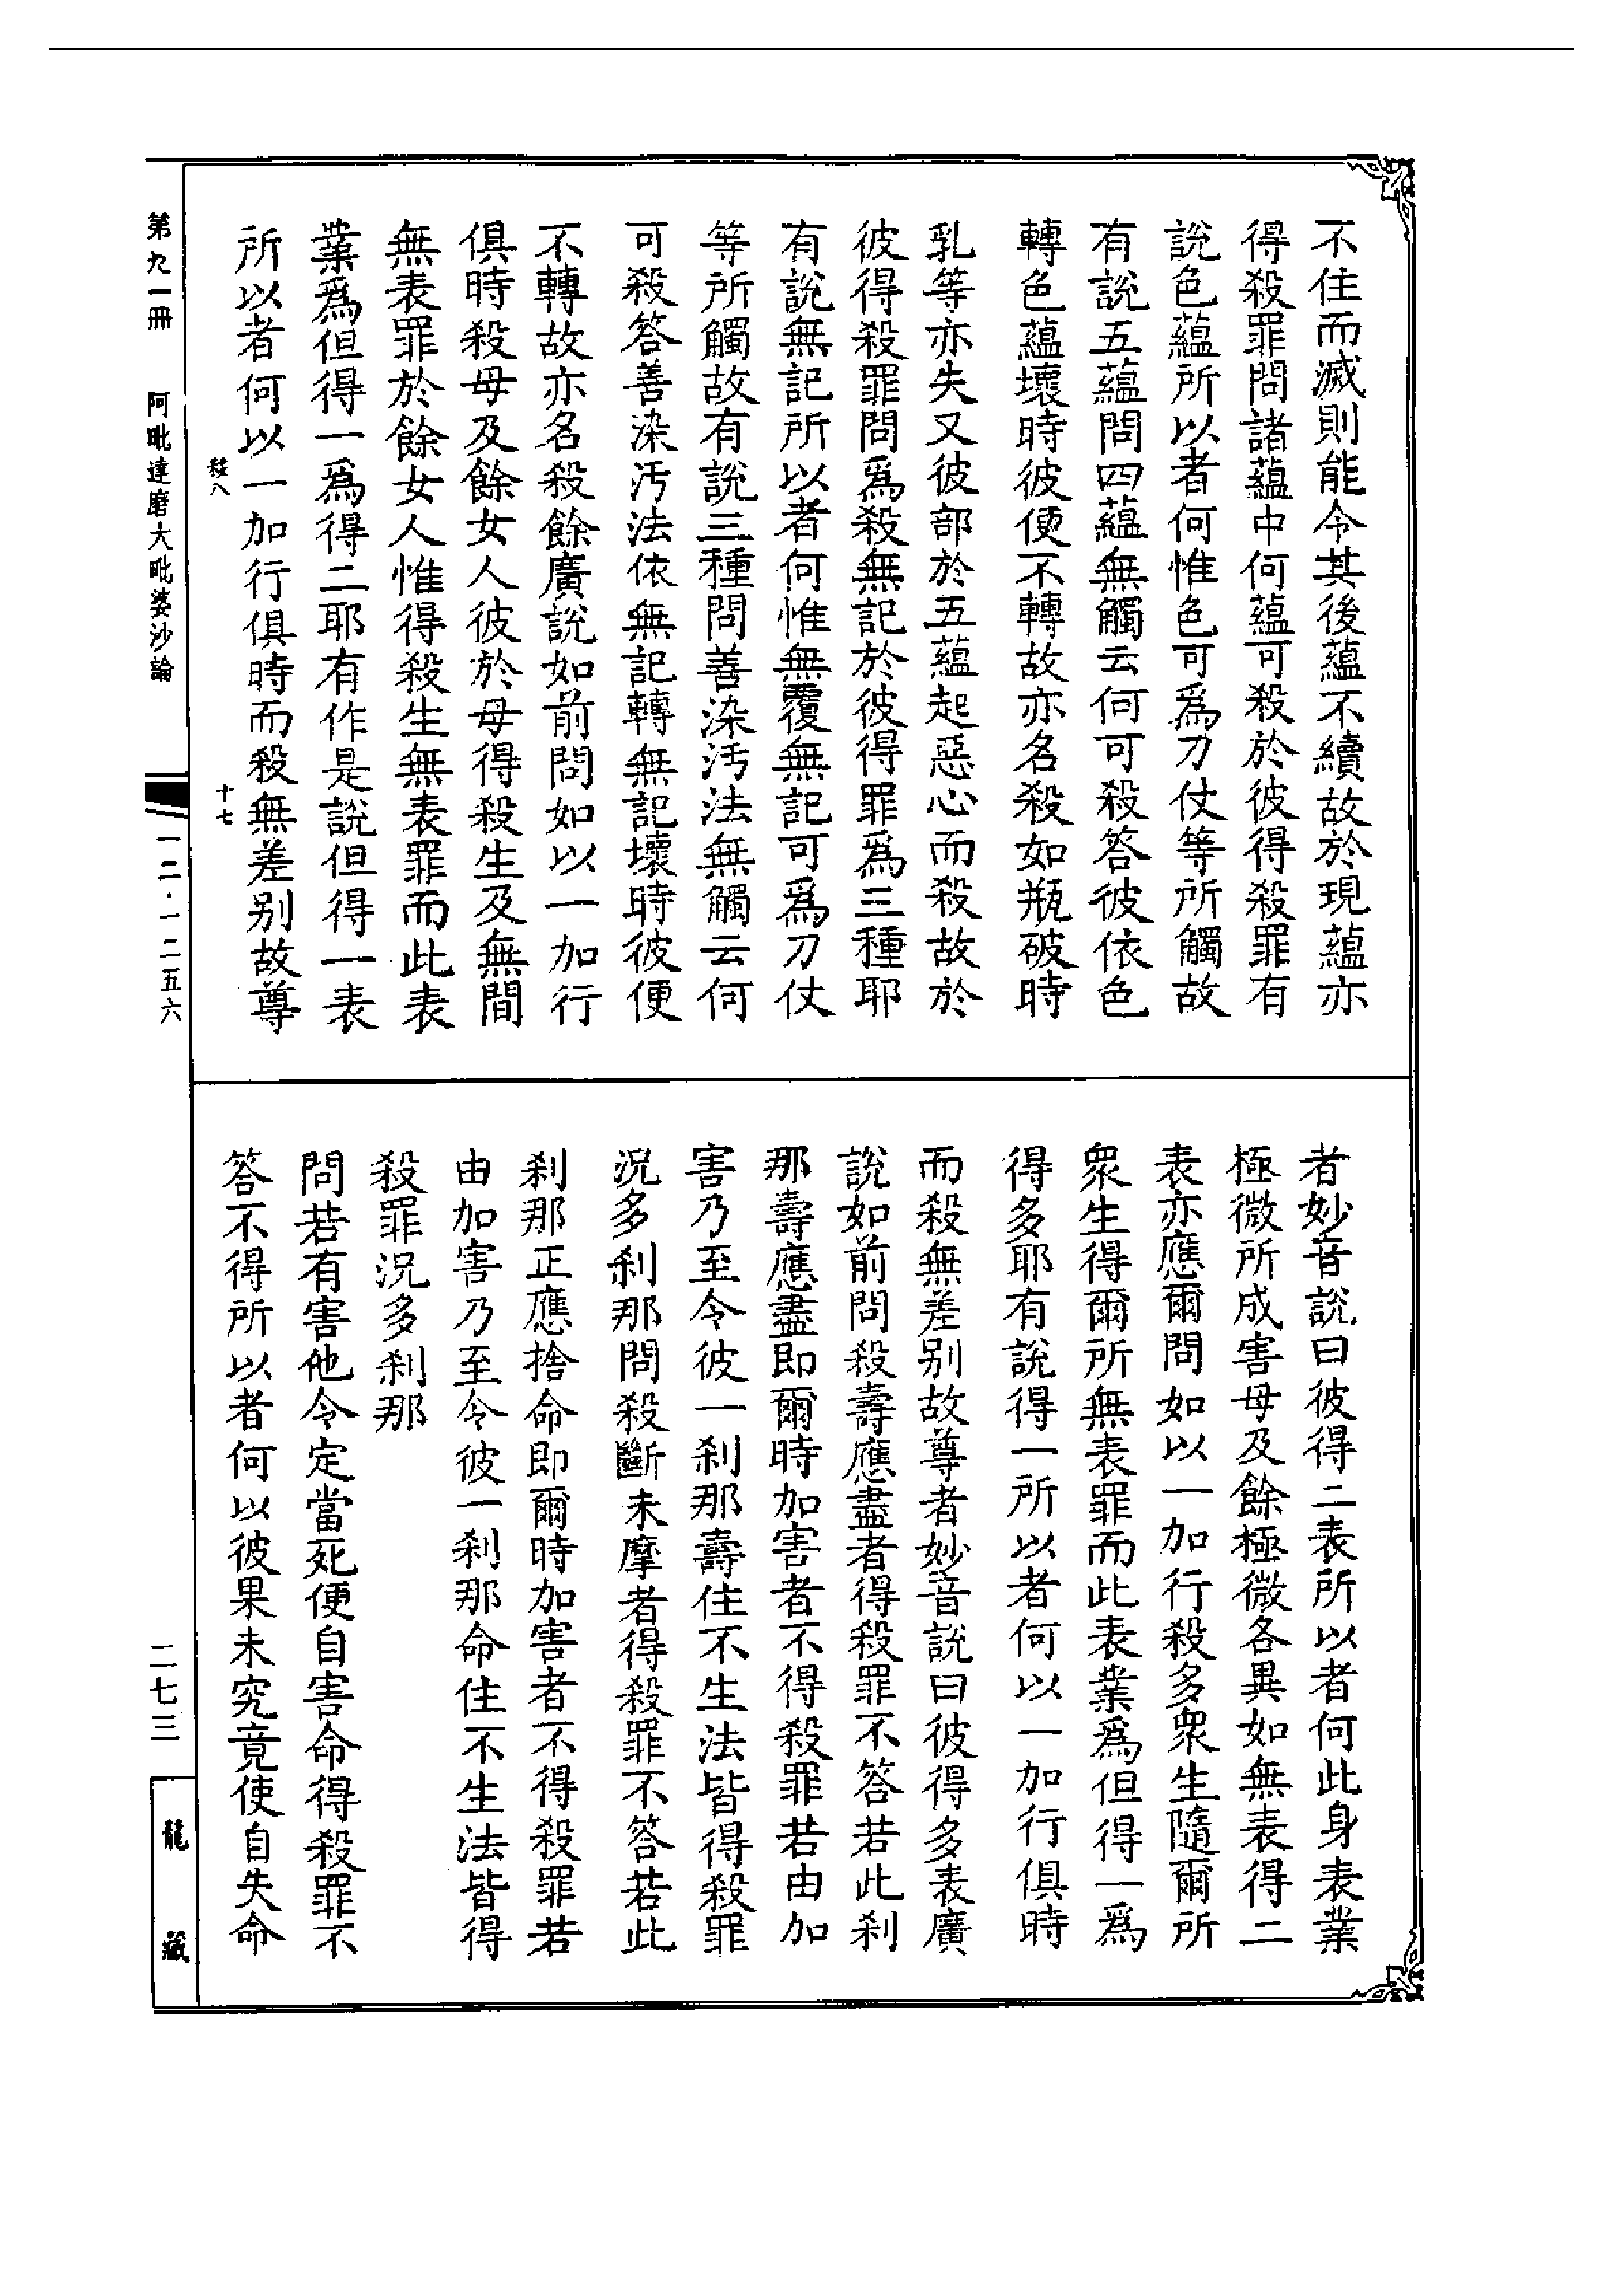 不住而滅則能令其後蘊不續故於現蘊亦
得殺罪問諸蘊中何蘊可殺於彼得殺罪有
說色蘊所以者何惟色可爲刀仗等所觸故
有說五蘊問四蘊無觸云何可殺答彼依色
轉色蘊壞時彼便不轉故亦名殺如瓶破時
乳等亦失又彼部於五蘊起惡心而殺故於
彼得殺罪問爲殺無記於彼得罪爲三種耶
有說無記所以者何惟無覆無記可爲刀仗
等所觸故有說三種問善染汚法無觸云何
可殺答善染汚法依無記轉無記壞時彼便
不轉故亦名殺餘廣說如前問如以一加行
俱時殺母及餘女人彼於母得殺生及無間
無表罪於餘女人惟得殺生無表罪而此表
業爲但得一爲得二耶有作是說但得一表
所以者何以一加行俱時而殺無差别故尊
者妙音說曰彼得二表所以者何此身表業
極微所成害母及餘極微各異如無表得二
表亦應爾問如以一加行殺多衆生隨爾所
衆生得爾所無表罪而此表業爲但得一爲
得多耶有說得一所以者何以一加行俱時
而殺無差别故尊者妙音說曰彼得多表廣
說如前問殺壽應盡者得殺罪不答若此刹
那壽應盡即爾時加害者不得殺罪若由加
害乃至令彼一刹那壽住不生法皆得殺罪
況多刹那問殺斷末摩者得殺罪不答若此
刹那正應捨命即爾時加害者不得殺罪若
由加害乃至令彼一刹那命住不生法皆得
殺罪況多刹那
問若有害他令定當死便自害命得殺罪不
答不得所以者何以彼果未究竟使自失命
殺八
十七
第九一冊 阿毗達磨大毗婆沙論
一二·一二五六
二七三
龍藏